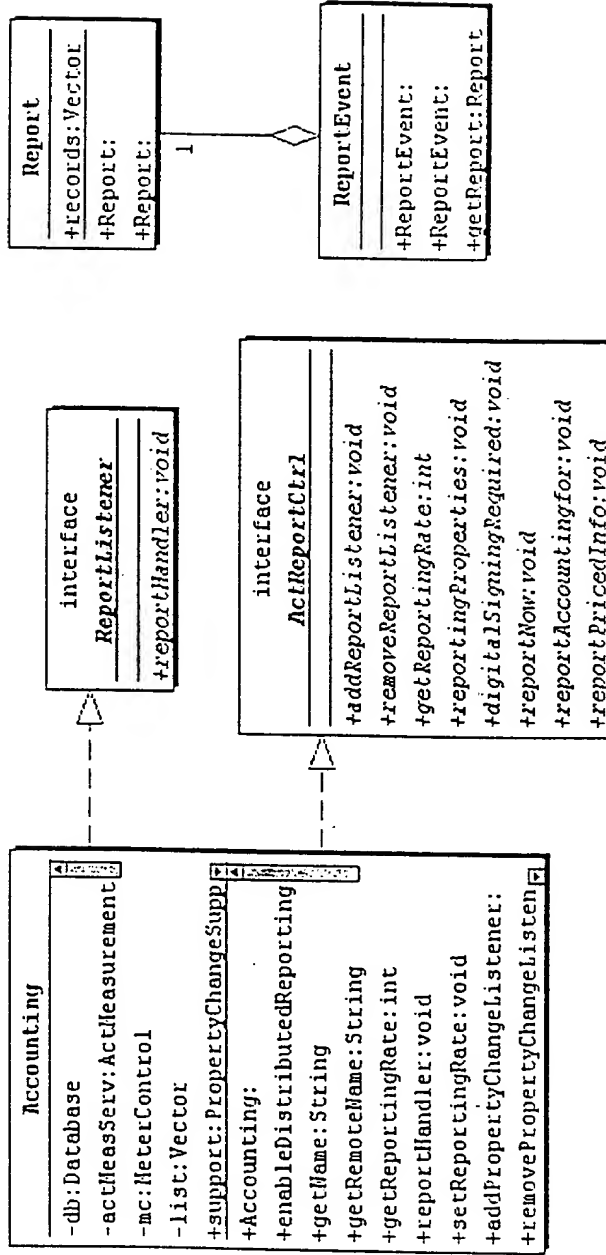 Accounting
-db:Database
-actMeasServ:ActMeasurement
-mc:MeterControl
-list:Vector
+support:PropertyChangeSupp
+Accounting:
+enableDistributedReporting
+getName:String
+getRemoteName:String
+getReportingRate:int
+reportHandler:void
+setReportingRate:void
+addPropertyChangeListener:
+removePropertyChangeListen
interface
ReportListener
+reportHandler:void
interface
ActReportCtrl
+addReportListener:void
+removeReportListener:void
+getReportingRate:int
+reportingProperties:void
+digitalSigningRequired:void
+reportNow:void
+reportAccountingfor:void
+reportPricedInfo:void
Report
+records:Vector
+Report:
+Report:
1
ReportEvent
+ReportEvent:
+ReportEvent:
+getReport:Report